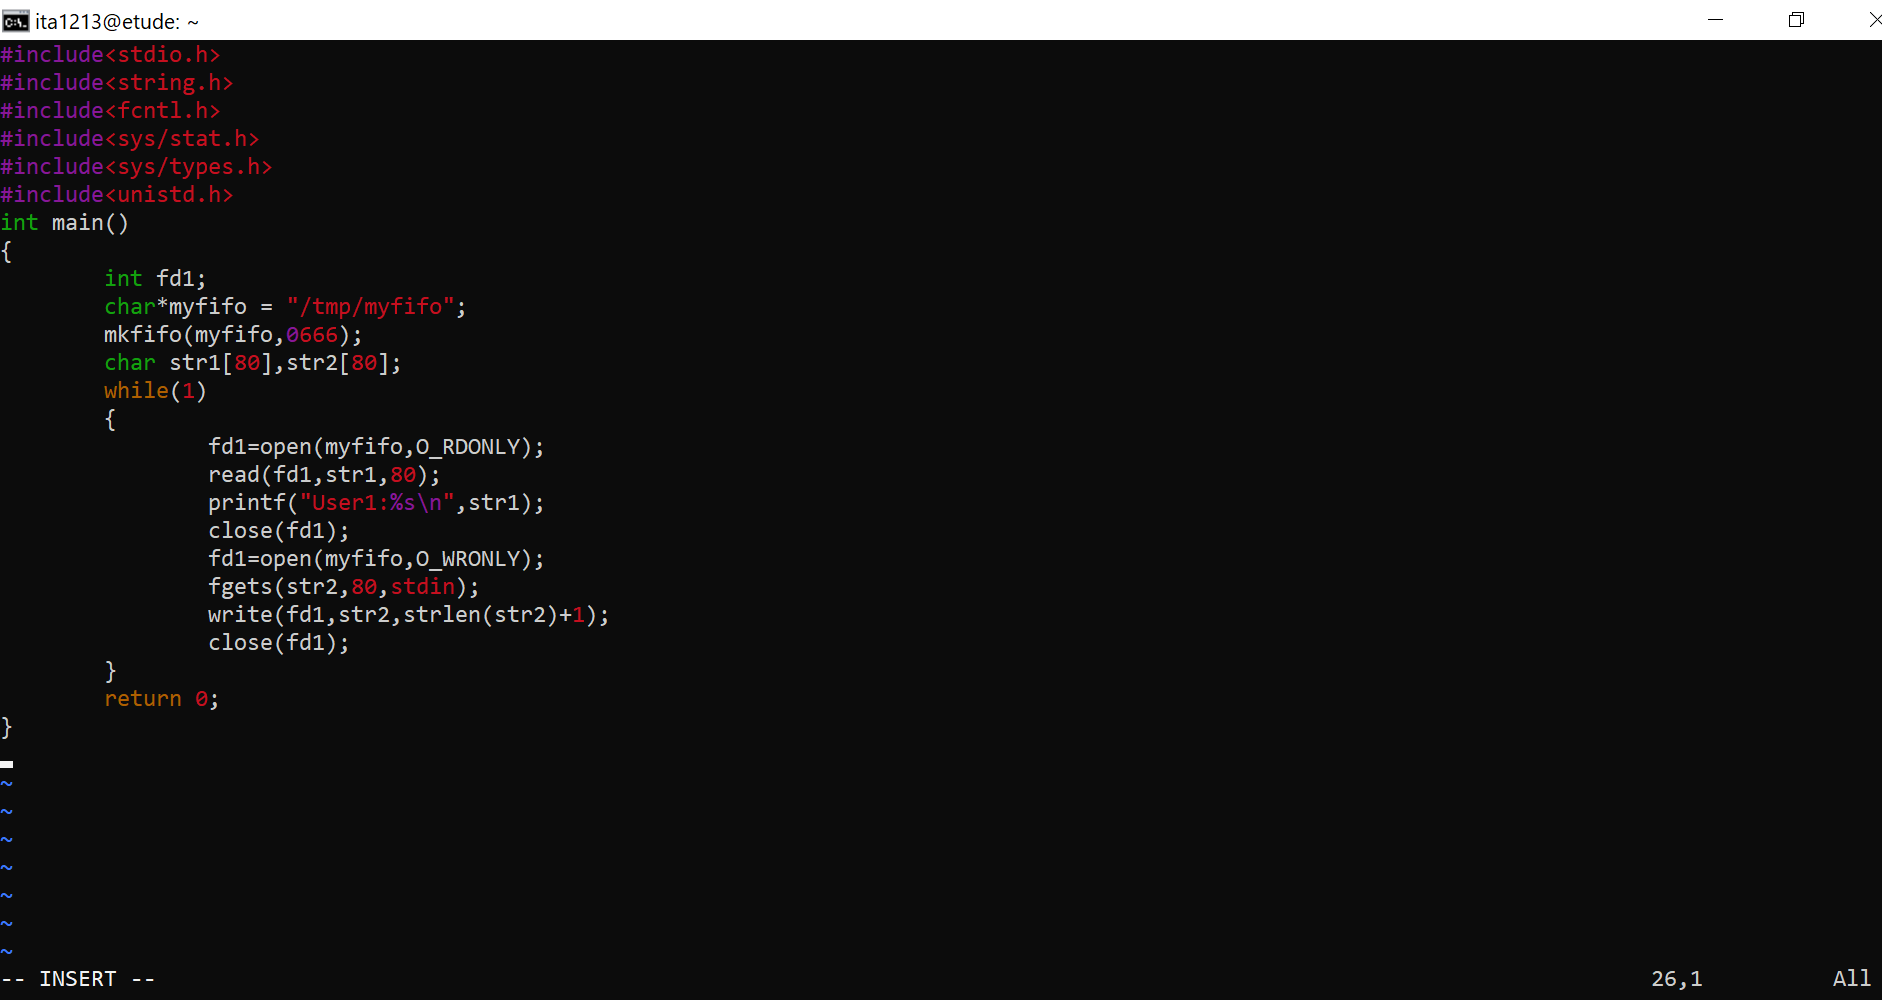 ita1213@etude: ~
#include<stdio.h>
#include<string.h>
#include<fcntl.h>
#include<sys/stat.h>
#include<sys/types.h>
#include<unistd.h>
int main()
{
        int fd1;
        char*myfifo = "/tmp/myfifo";
        mkfifo(myfifo,0666);
        char str1[80],str2[80];
        while(1)
        {
                fd1=open(myfifo,O_RDONLY);
                read(fd1,str1,80);
                printf("User1:%s\n",str1);
                close(fd1);
                fd1=open(myfifo,O_WRONLY);
                fgets(str2,80,stdin);
                write(fd1,str2,strlen(str2)+1);
                close(fd1);
        }
        return 0;
}
~
~
~
~
~
~
~
-- INSERT -- 26,1 All